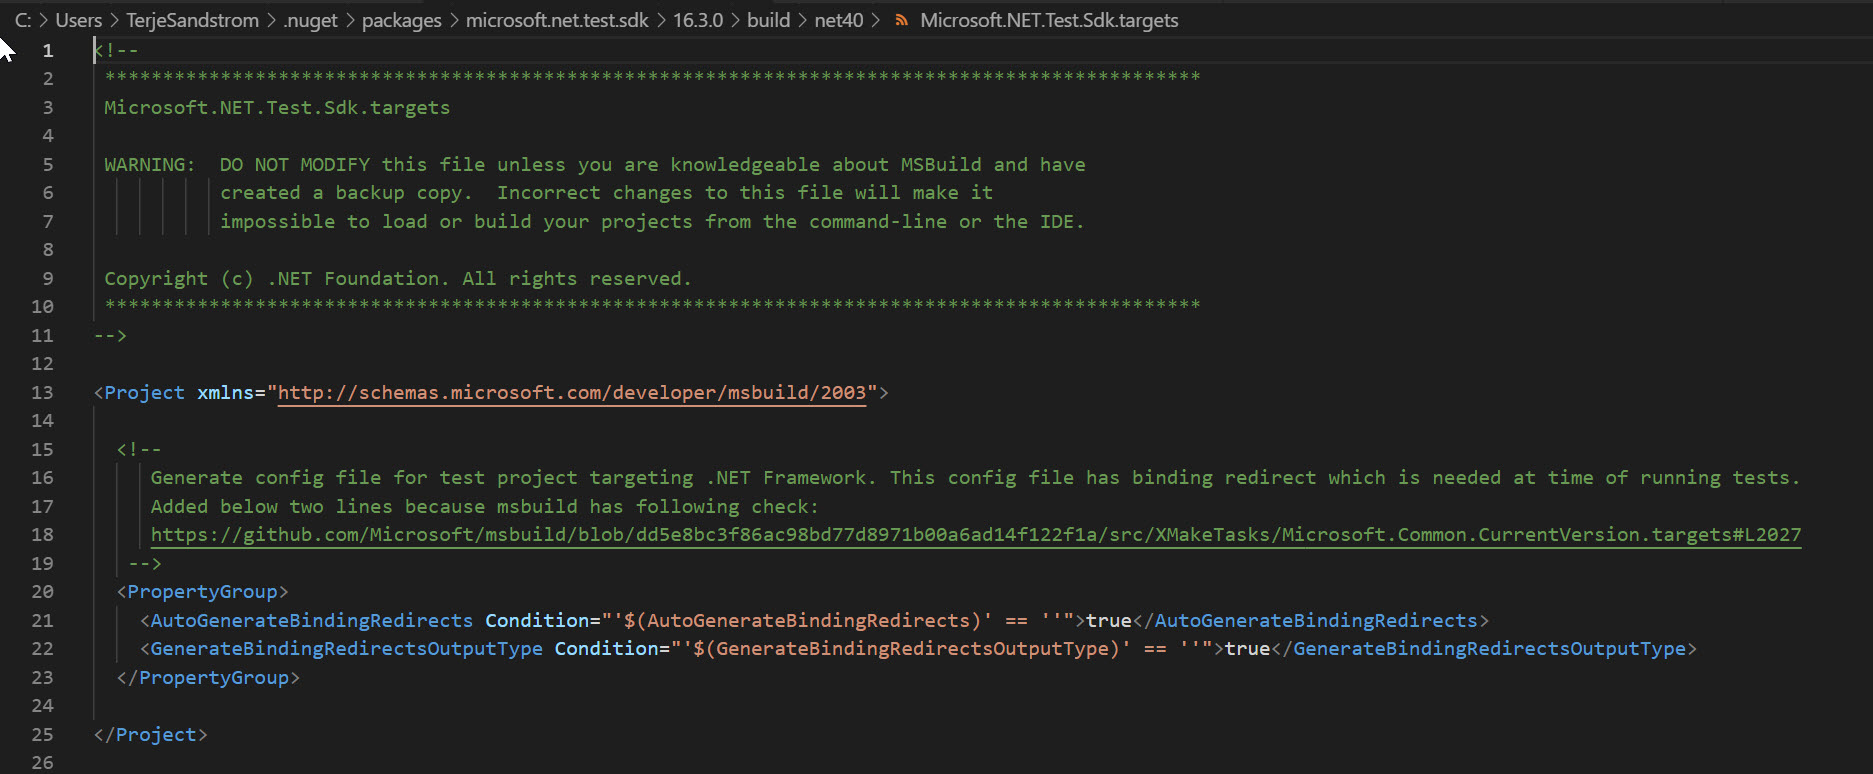 C: > Users > TerjeSandstrom > .nuget > packages > microsoft.net.test.sdk > 16.3.0 > build > net40 > Microsoft.NET.Test.Sdk.targets
1 <!--
2 ***********************************************************************************************
3 Microsoft.NET.Test.Sdk.targets
4
5 WARNING:  DO NOT MODIFY this file unless you are knowledgeable about MSBuild and have
6           created a backup copy.  Incorrect changes to this file will make it
7           impossible to load or build your projects from the command-line or the IDE.
8
9 Copyright (c) .NET Foundation. All rights reserved.
10 ***********************************************************************************************
11 -->
12
13 <Project xmlns="http://schemas.microsoft.com/developer/msbuild/2003">
14
15   <!--
16      Generate config file for test project targeting .NET Framework. This config file has binding redirect which is needed at time of running tests.
17      Added below two lines because msbuild has following check:
18      https://github.com/Microsoft/msbuild/blob/dd5e8bc3f86ac98bd77d8971b00a6ad14f122f1a/src/XMakeTasks/Microsoft.Common.CurrentVersion.targets#L2027
19    -->
20   <PropertyGroup>
21     <AutoGenerateBindingRedirects Condition="'$(AutoGenerateBindingRedirects)' == ''">true</AutoGenerateBindingRedirects>
22     <GenerateBindingRedirectsOutputType Condition="'$(GenerateBindingRedirectsOutputType)' == ''">true</GenerateBindingRedirectsOutputType>
23   </PropertyGroup>
24
25 </Project>
26